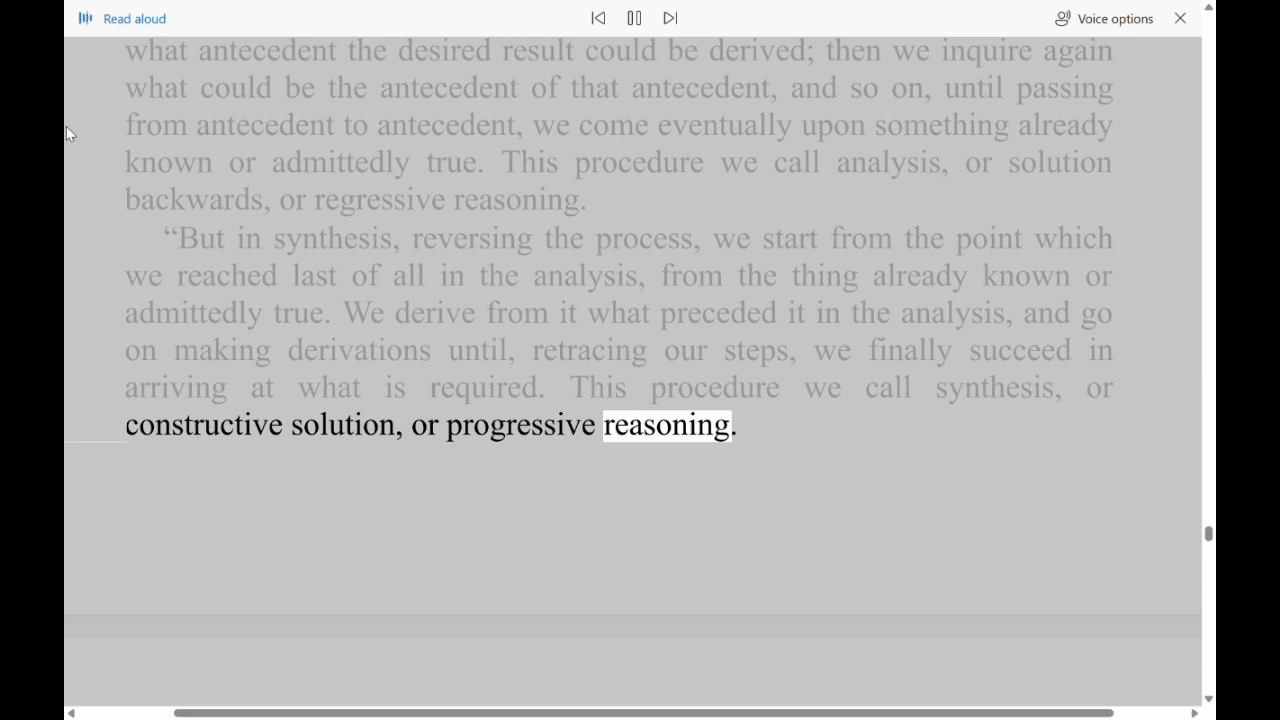 Read aloud
Voice options
what antecedent the desired result could be derived; then we inquire again
what could be the antecedent of that antecedent, and so on, until passing
from antecedent to antecedent, we come eventually upon something already
known or admittedly true. This procedure we call analysis, or solution
backwards, or regressive reasoning.
“But in synthesis, reversing the process, we start from the point which
we reached last of all in the analysis, from the thing already known or
admittedly true. We derive from it what preceded it in the analysis, and go
on making derivations until, retracing our steps, we finally succeed in
arriving at what is required. This procedure we call synthesis, or
constructive solution, or progressive reasoning.